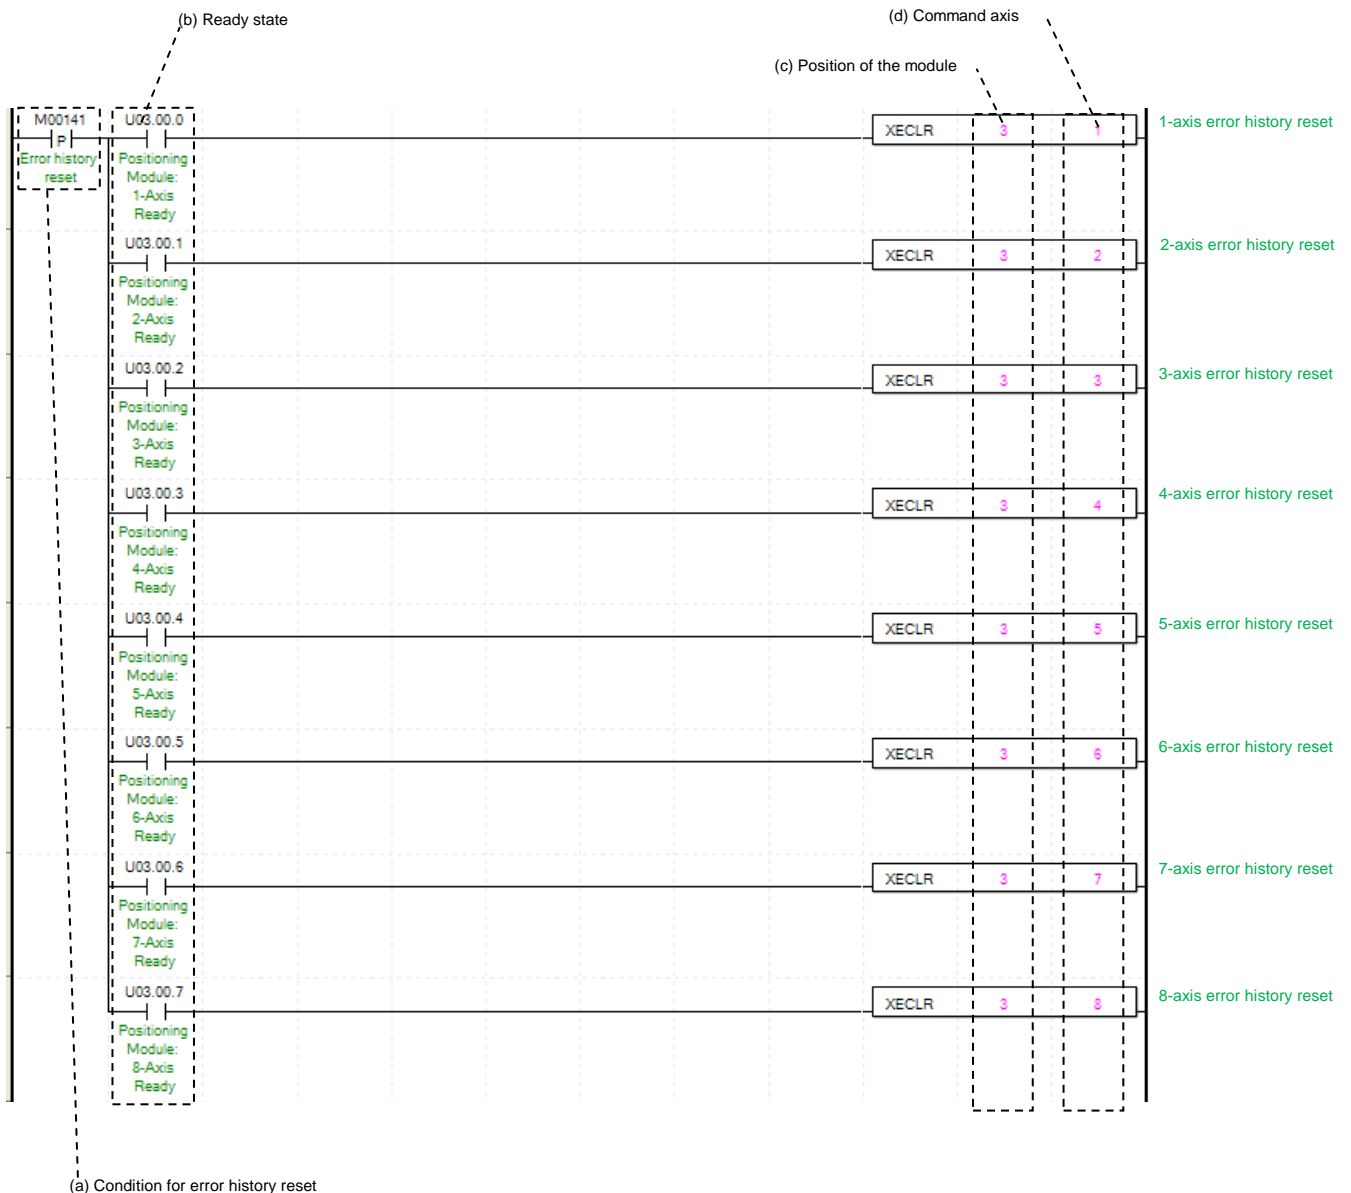 (b) Ready state
(d) Command axis
(c) Position of the module
M00141
P
Error history
reset
U03.00.0
Positioning
Module:
1-Axis
Ready
XECLR 3 1
1-axis error history reset
U03.00.1
Positioning
Module:
2-Axis
Ready
XECLR 3 2
2-axis error history reset
U03.00.2
Positioning
Module:
3-Axis
Ready
XECLR 3 3
3-axis error history reset
U03.00.3
Positioning
Module:
4-Axis
Ready
XECLR 3 4
4-axis error history reset
U03.00.4
Positioning
Module:
5-Axis
Ready
XECLR 3 5
5-axis error history reset
U03.00.5
Positioning
Module:
6-Axis
Ready
XECLR 3 6
6-axis error history reset
U03.00.6
Positioning
Module:
7-Axis
Ready
XECLR 3 7
7-axis error history reset
U03.00.7
Positioning
Module:
8-Axis
Ready
XECLR 3 8
8-axis error history reset
(a) Condition for error history reset